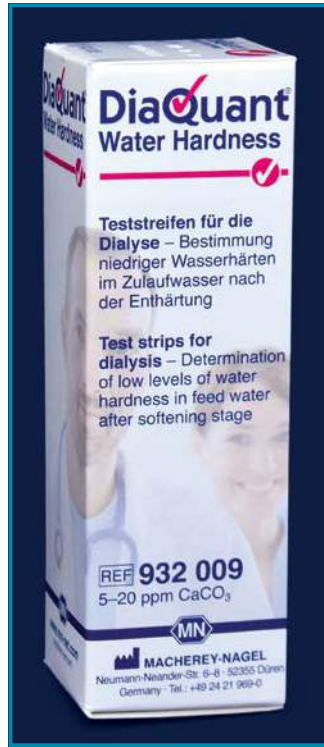 DiaQuant®
Water Hardness
Teststreifen für die
Dialyse – Bestimmung
niedriger Wasserhärten
im Zulaufwasser nach
der Enthärtung
Test strips for
dialysis – Determination
of low levels of water
hardness in feed water
after softening stage
REF 932 009
5–20 ppm CaCO₃
MN
MACHEREY-NAGEL
Neumann-Neander-Str. 6–8 · 52355 Düren
Germany · Tel.: +49 24 21 969-0
DiaQuant